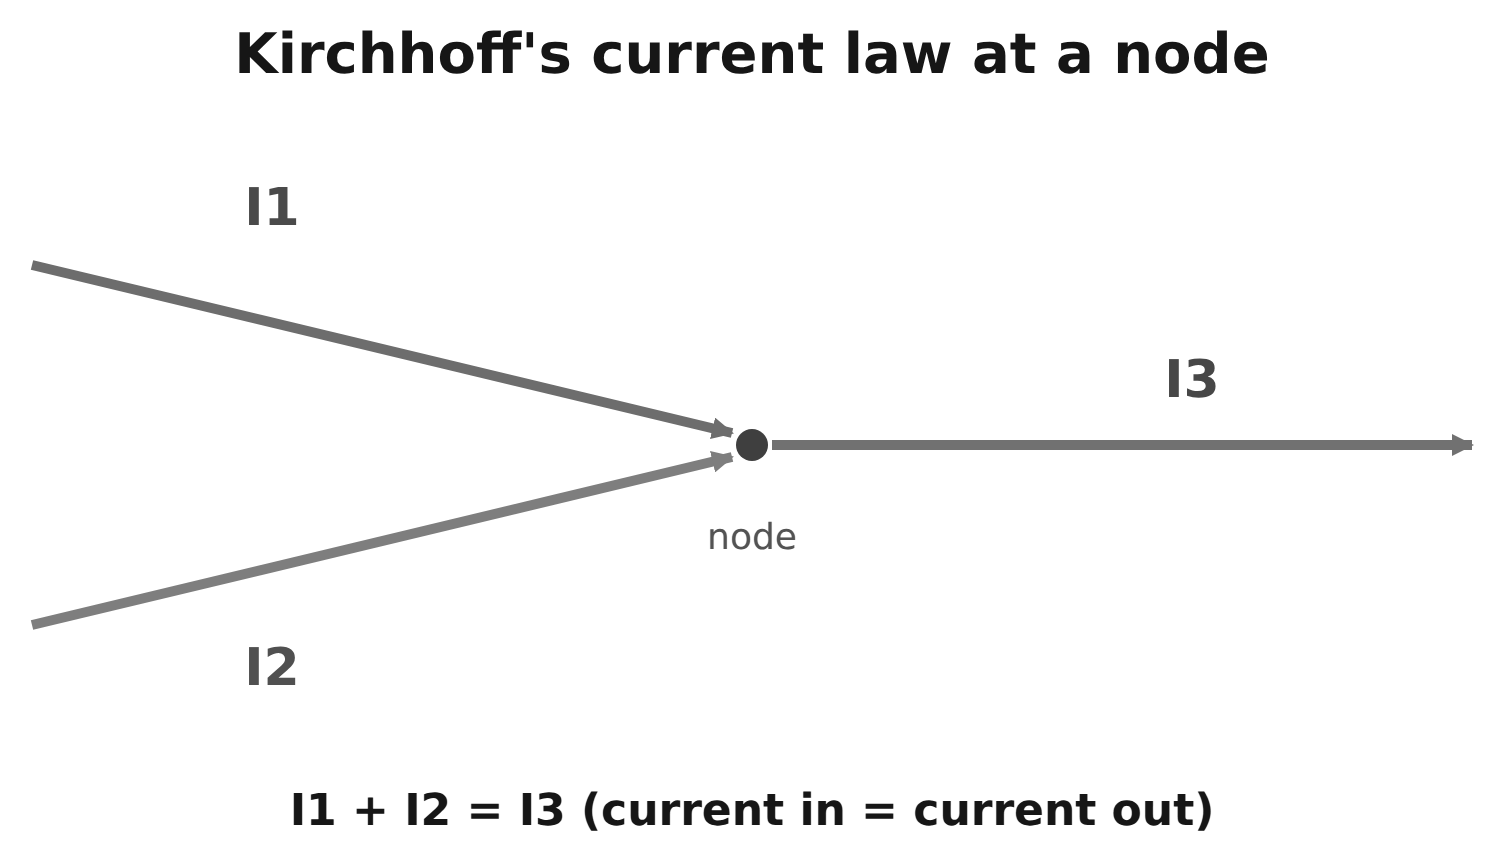 Kirchhoff's current law at a node
I1
I3
node
I2
I1 + I2 = I3 (current in = current out)